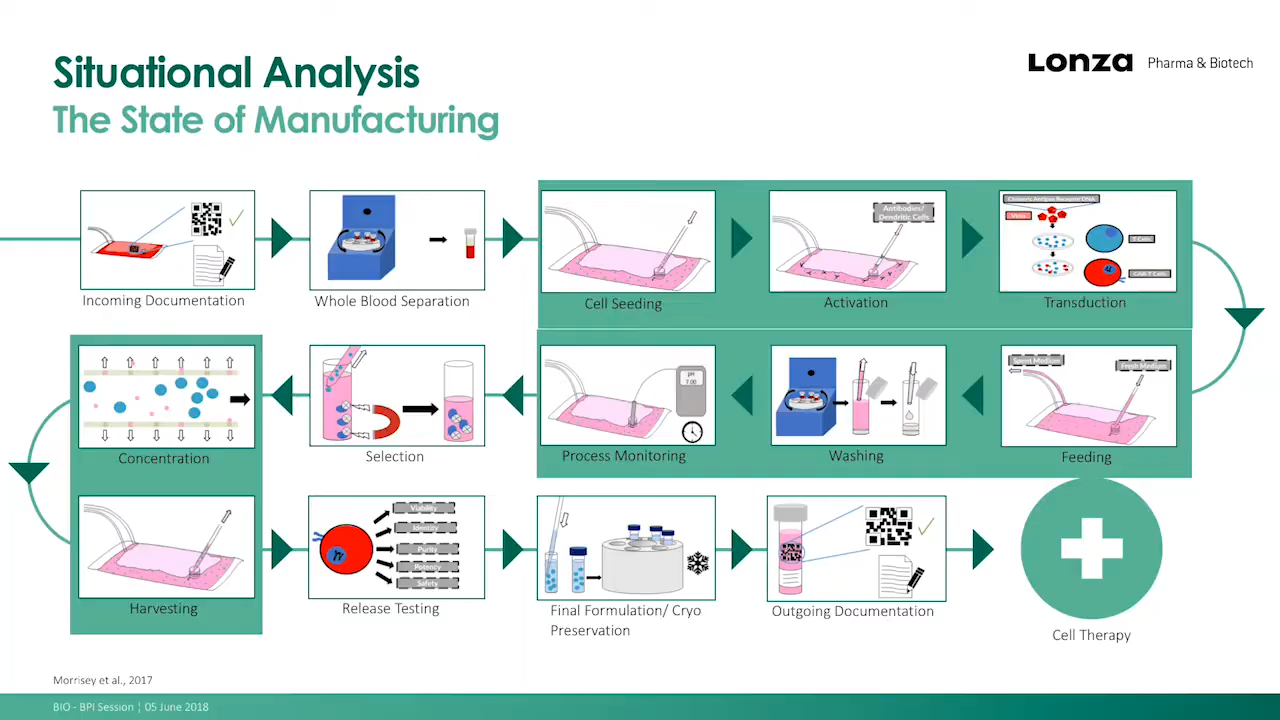 Situational Analysis
The State of Manufacturing
Lonza Pharma & Biotech
Incoming Documentation
Whole Blood Separation
Cell Seeding
Antibodies/
Dendritic Cells
Activation
Chimeric Antigen Receptor DNA
Virus
T Cells
CAR T Cells
Transduction
Concentration
Selection
pH
7.00
Process Monitoring
Washing
Spent Medium
Fresh Medium
Feeding
Harvesting
Viability
Identity
Purity
Potency
Safety
Release Testing
Final Formulation/ Cryo
Preservation
Outgoing Documentation
Cell Therapy
Morrisey et al., 2017
BIO - BPI Session ¦ 05 June 2018